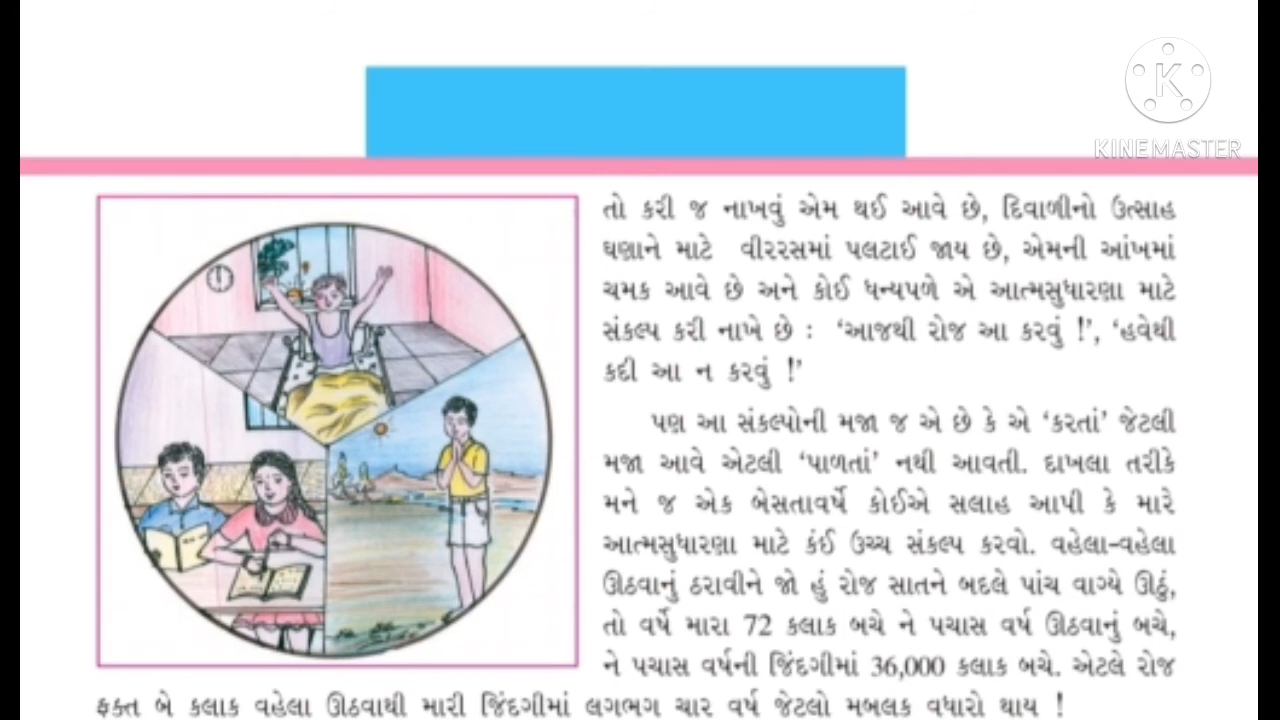 KINEMASTER
તો કરી જ નાખવું એમ થઈ આવે છે, દિવાળીનો ઉત્સાહ
ઘણાને માટે વીરરસમાં પલટાઈ જાય છે, એમની આંખમાં
ચમક આવે છે અને કોઈ ધન્યપળે એ આત્મસુધારણા માટે
સંકલ્પ કરી નાખે છે : ‘આજથી રોજ આ કરવું !’, ‘હવેથી
કદી આ ન કરવું !’
પણ આ સંકલ્પોની મજા જ એ છે કે એ ‘કરતાં’ જેટલી
મજા આવે એટલી ‘પાળતાં’ નથી આવતી. દાખલા તરીકે
મને જ એક બેસતાવર્ષે કોઈએ સલાહ આપી કે મારે
આત્મસુધારણા માટે કંઈ ઉચ્ચ સંકલ્પ કરવો. વહેલા-વહેલા
ઊઠવાનું ઠરાવીને જો હું રોજ સાતને બદલે પાંચ વાગ્યે ઊઠું,
તો વર્ષે મારા 72 કલાક બચે ને પચાસ વર્ષ ઊઠવાનું બચે,
ને પચાસ વર્ષની જિંદગીમાં 36,000 કલાક બચે. એટલે રોજ
ફક્ત બે કલાક વહેલા ઊઠવાથી મારી જિંદગીમાં લગભગ ચાર વર્ષ જેટલો મબલક વધારો થાય !